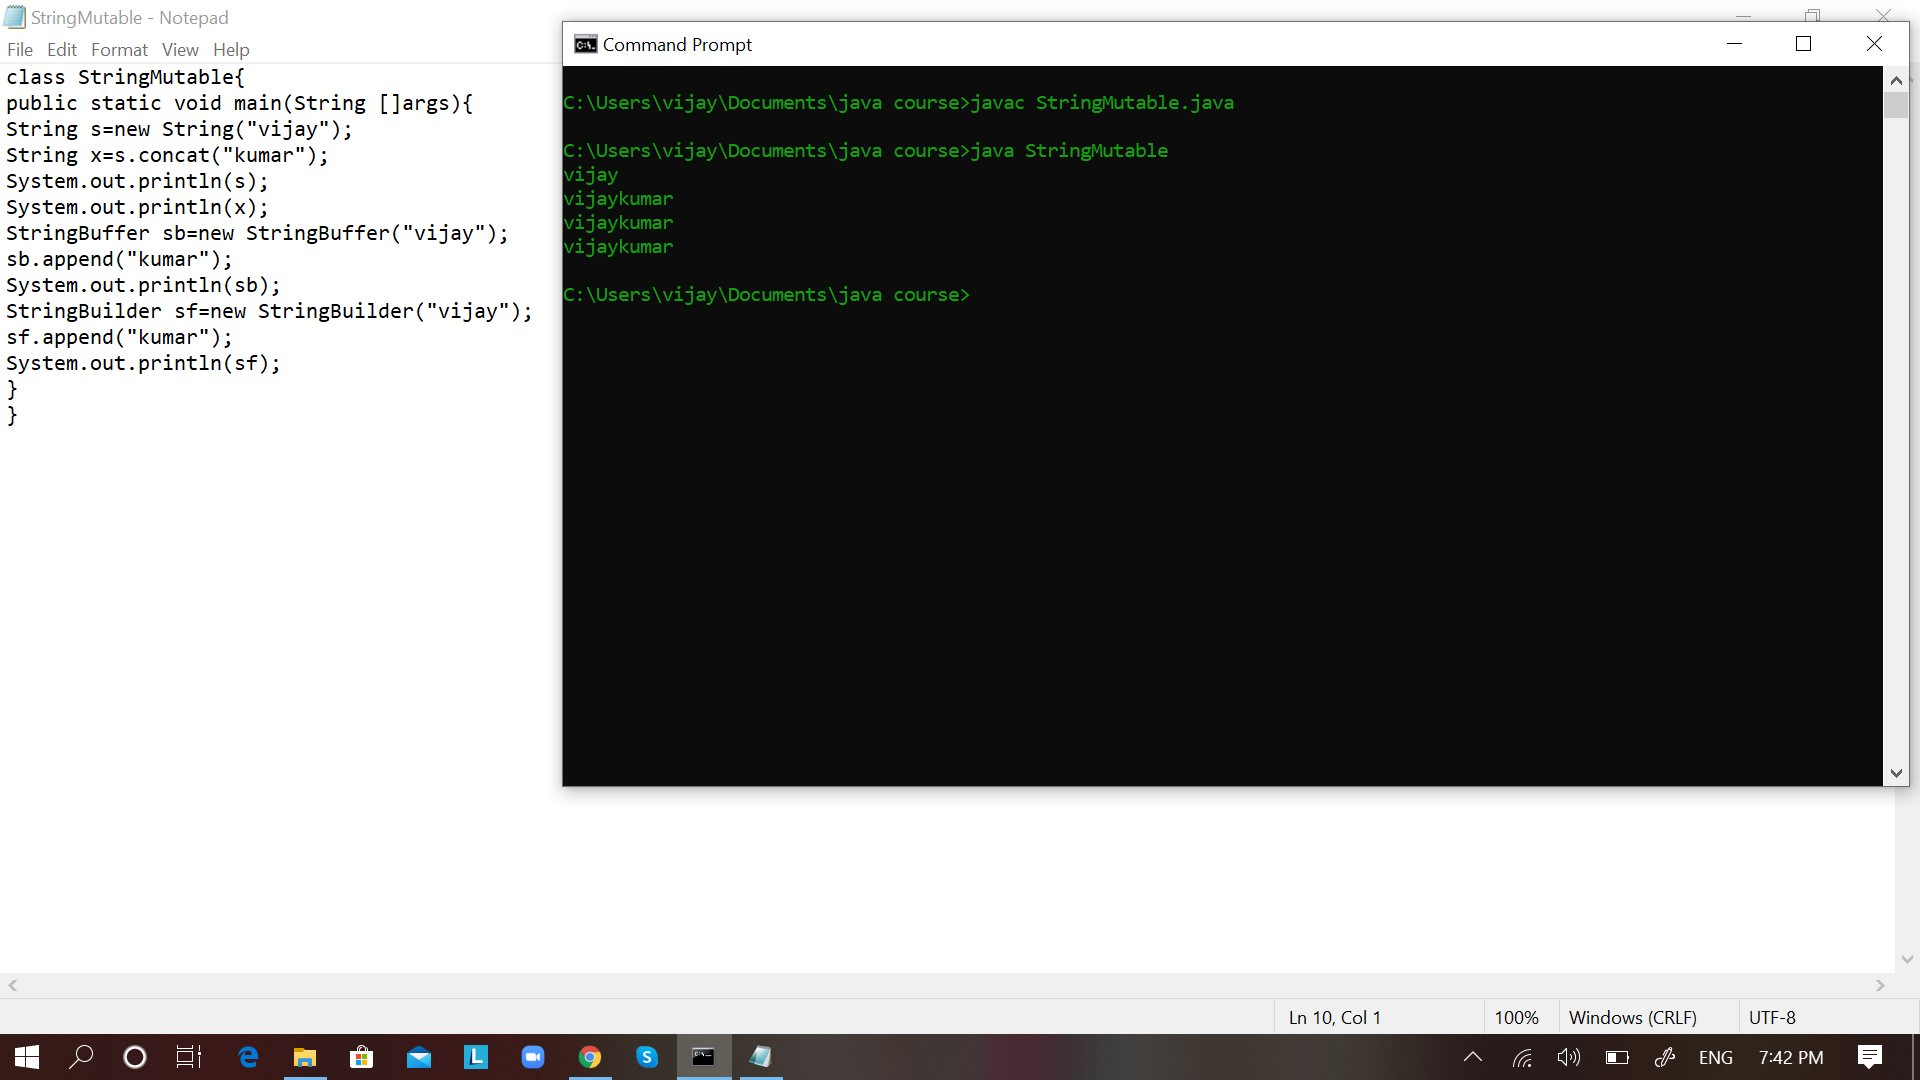 StringMutable - Notepad
File Edit Format View Help
class StringMutable{
public static void main(String []args){
String s=new String("vijay");
String x=s.concat("kumar");
System.out.println(s);
System.out.println(x);
StringBuffer sb=new StringBuffer("vijay");
sb.append("kumar");
System.out.println(sb);
StringBuilder sf=new StringBuilder("vijay");
sf.append("kumar");
System.out.println(sf);
}
}
Command Prompt
C:\Users\vijay\Documents\java course>javac StringMutable.java
C:\Users\vijay\Documents\java course>java StringMutable
vijay
vijaykumar
vijaykumar
vijaykumar
C:\Users\vijay\Documents\java course>
Ln 10, Col 1 100% Windows (CRLF) UTF-8
ENG 7:42 PM